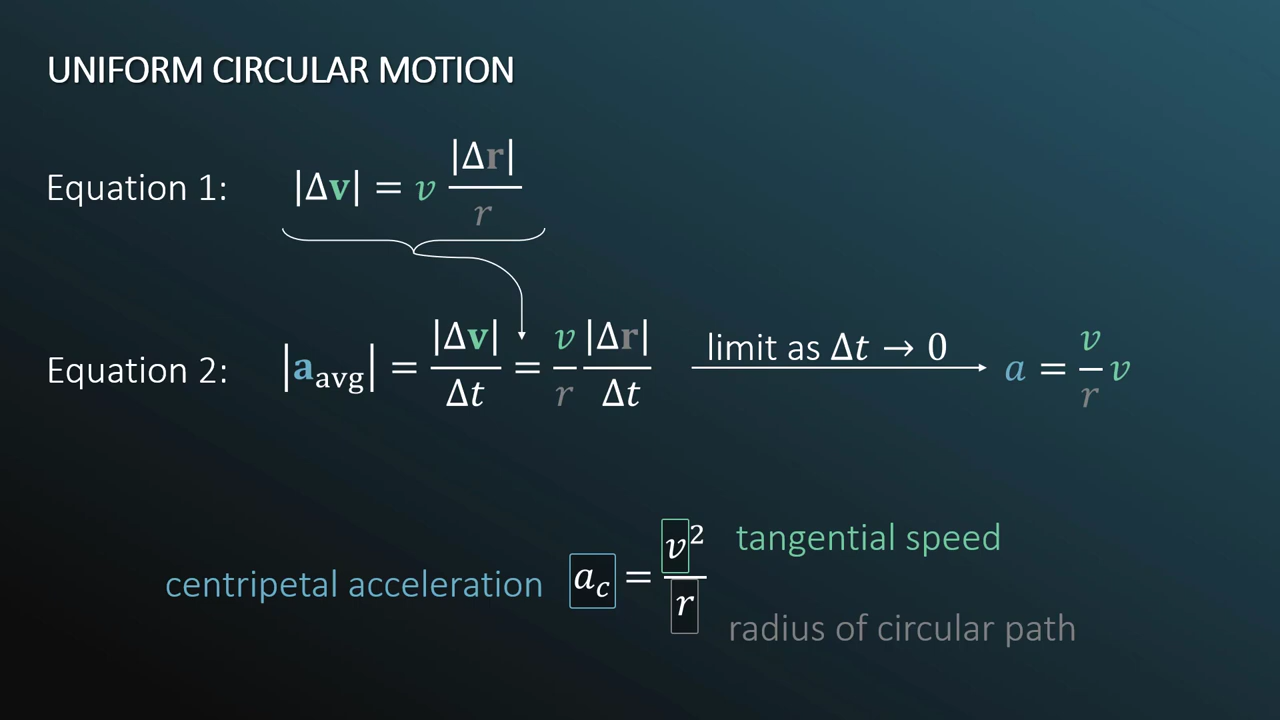 UNIFORM CIRCULAR MOTION
Equation 1: |Δv| = v |Δr| / r
Equation 2: |a_avg| = |Δv| / Δt = v / r |Δr| / Δt limit as Δt → 0 a = v / r v
centripetal acceleration a_c = v² / r
tangential speed
radius of circular path